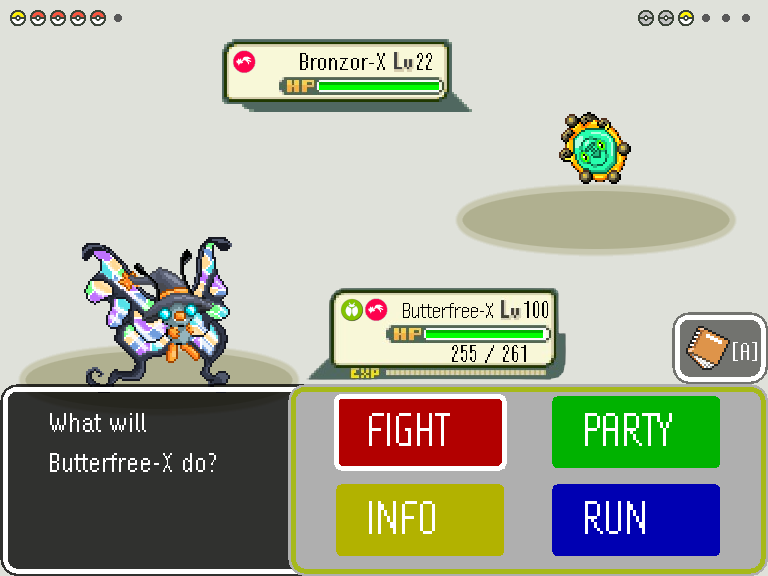 Bronzor-X Lv22
HP
Butterfree-X Lv100
HP
255 / 261
EXP
[A]
What will
Butterfree-X do?
FIGHT
PARTY
INFO
RUN